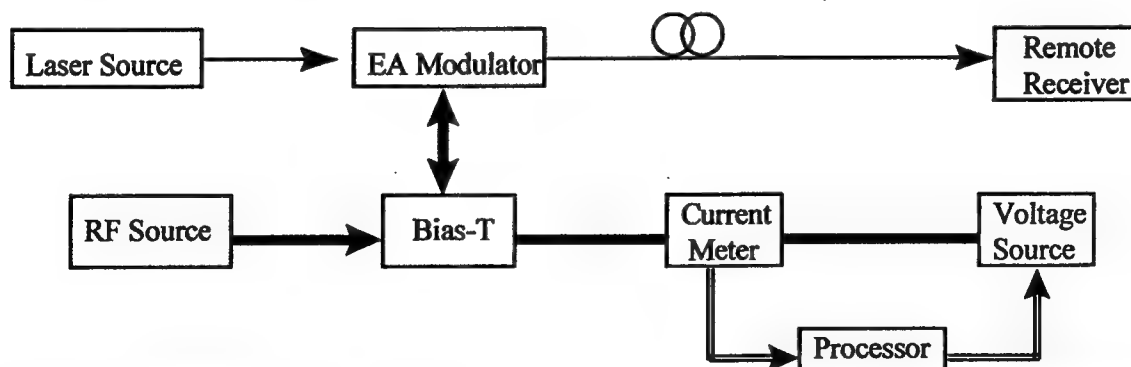 Laser Source
EA Modulator
Remote
Receiver
RF Source
Bias-T
Current
Meter
Voltage
Source
Processor